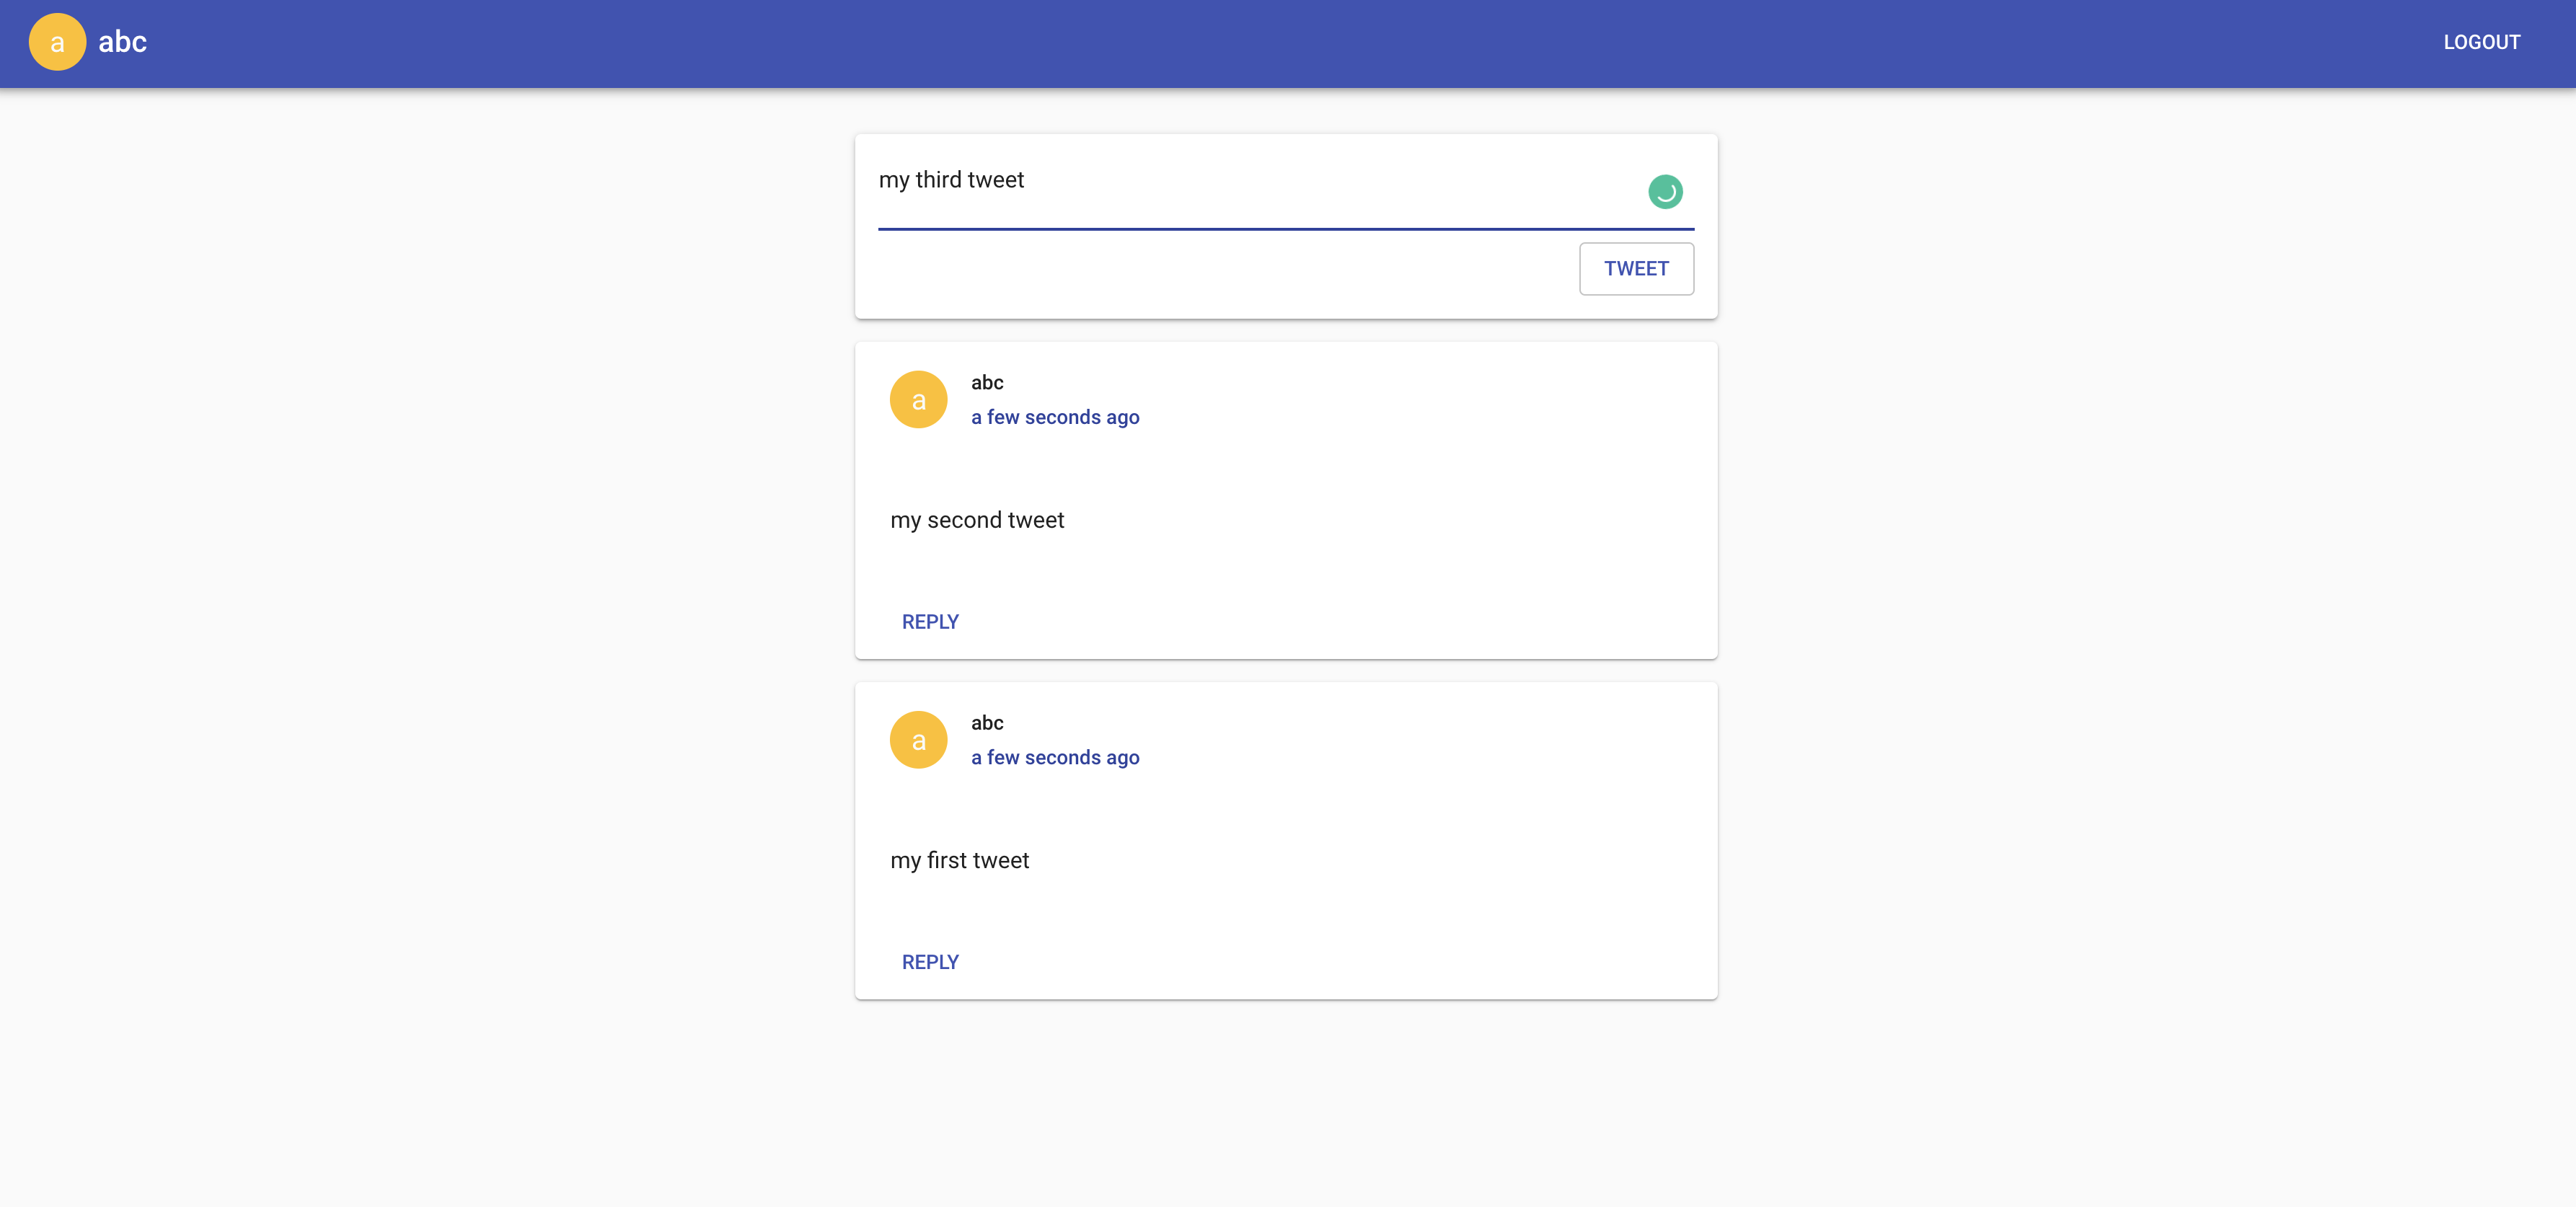 a abc
LOGOUT
my third tweet
TWEET
a
abc
a few seconds ago
my second tweet
REPLY
a
abc
a few seconds ago
my first tweet
REPLY